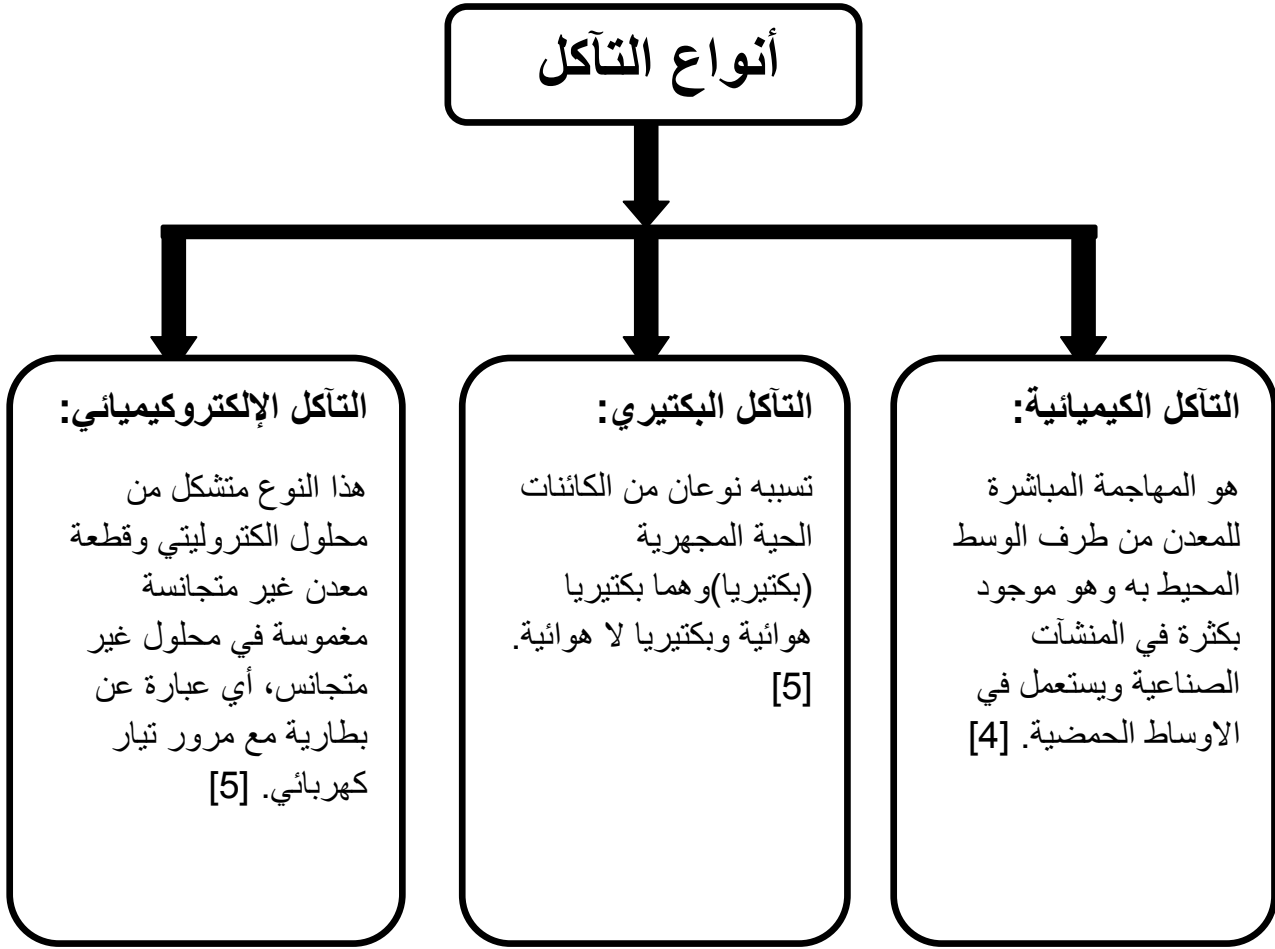 أنواع التآكل
التآكل الكيميائية:
هو المهاجمة المباشرة
للمعدن من طرف الوسط
المحيط به وهو موجود
بكثرة في المنشآت
الصناعية ويستعمل في
الاوساط الحمضية. [4]
التآكل البكتيري:
تسببه نوعان من الكائنات
الحية المجهرية
(بكتيريا)وهما بكتيريا
هوائية وبكتيريا لا هوائية.
[5]
التآكل الإلكتروكيميائي:
هذا النوع متشكل من
محلول الكتروليتي وقطعة
معدن غير متجانسة
مغموسة في محلول غير
متجانس، أي عبارة عن
بطارية مع مرور تيار
كهربائي. [5]